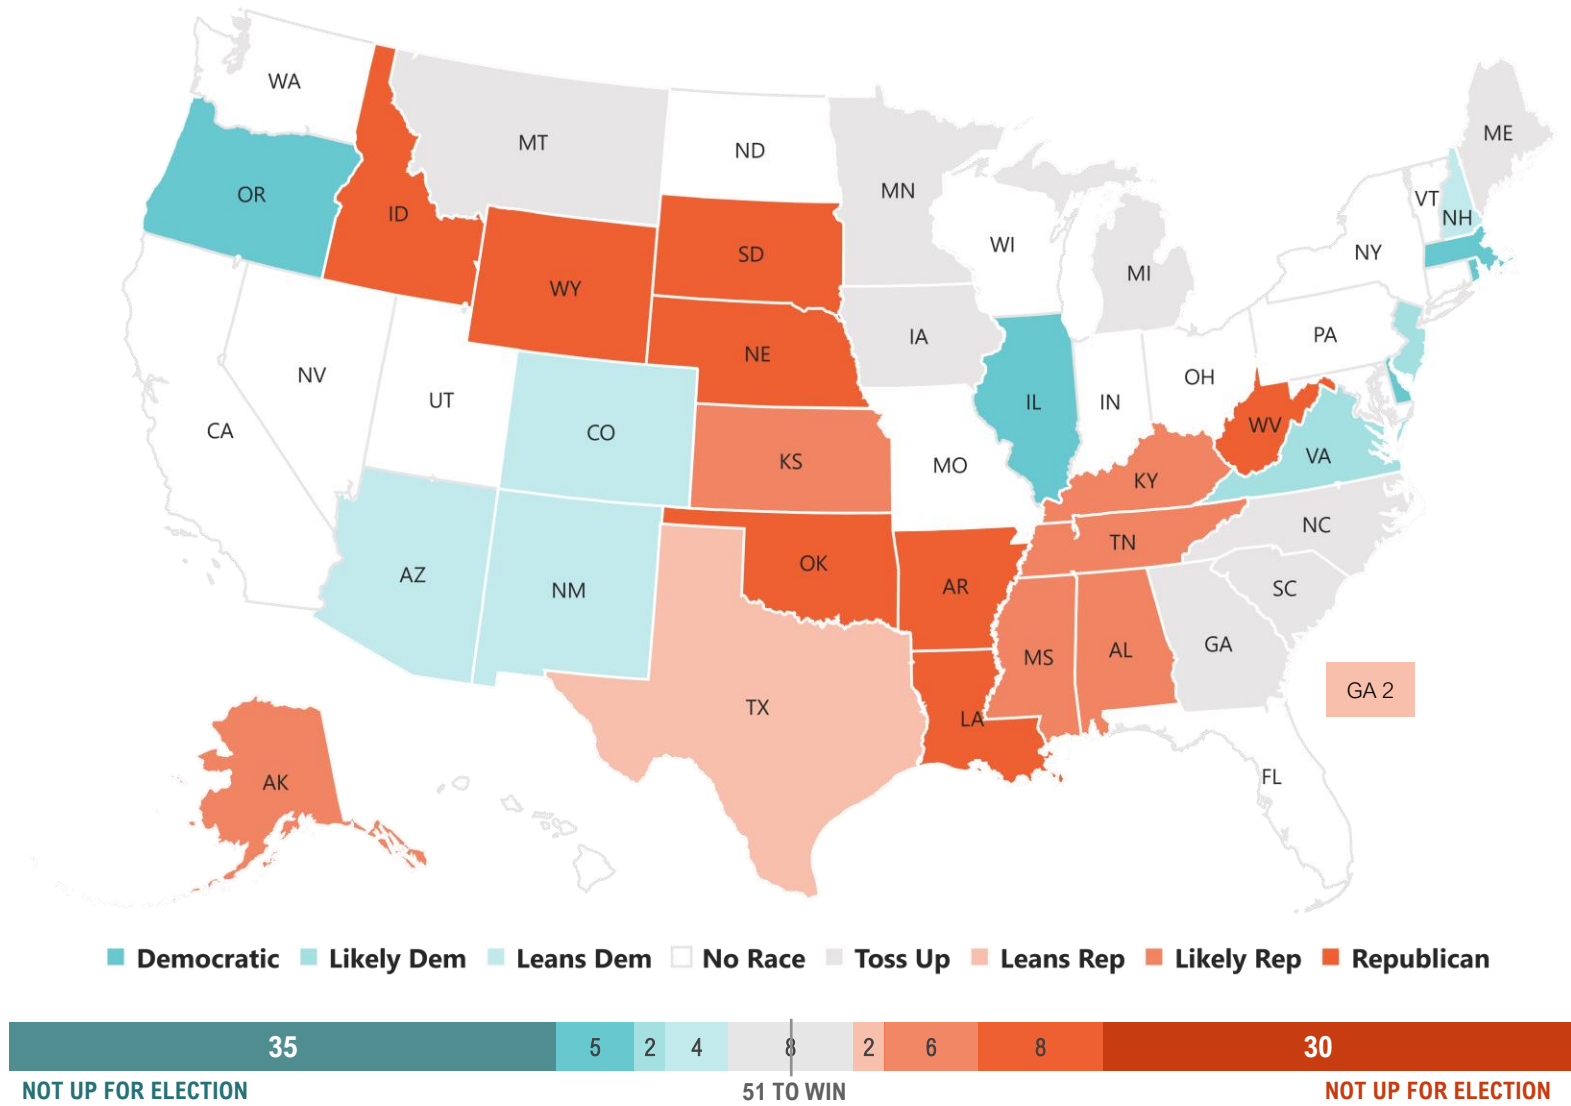 WA
MT
ND
ME
OR
ID
MN
VT
NH
SD
WI
NY
WY
MI
IA
PA
NE
NV
UT
OH
IL
IN
CA
CO
WV
KS
MO
VA
KY
NC
AZ
NM
OK
AR
TN
SC
MS
AL
GA
TX
LA
GA 2
AK
FL
Democratic Likely Dem Leans Dem No Race Toss Up Leans Rep Likely Rep Republican
35 5 2 4 8 2 6 8 30
NOT UP FOR ELECTION 51 TO WIN NOT UP FOR ELECTION